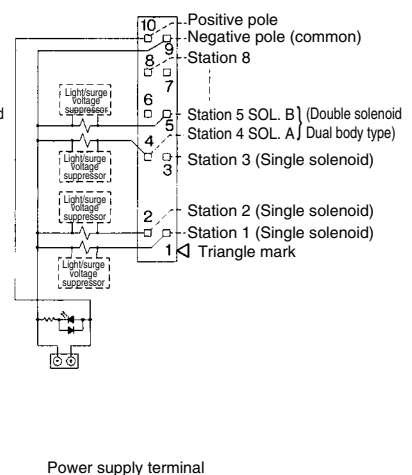 10
Positive pole
Negative pole (common)
9
8
Station 8
7
Light/surge
voltage
suppressor
6
Station 5 SOL. B
(Double solenoid
5
Station 4 SOL. A
Dual body type)
4
Light/surge
voltage
suppressor
Station 3 (Single solenoid)
3
Light/surge
voltage
suppressor
2
Station 2 (Single solenoid)
Station 1 (Single solenoid)
1
Triangle mark
Light/surge
voltage
suppressor
Power supply terminal